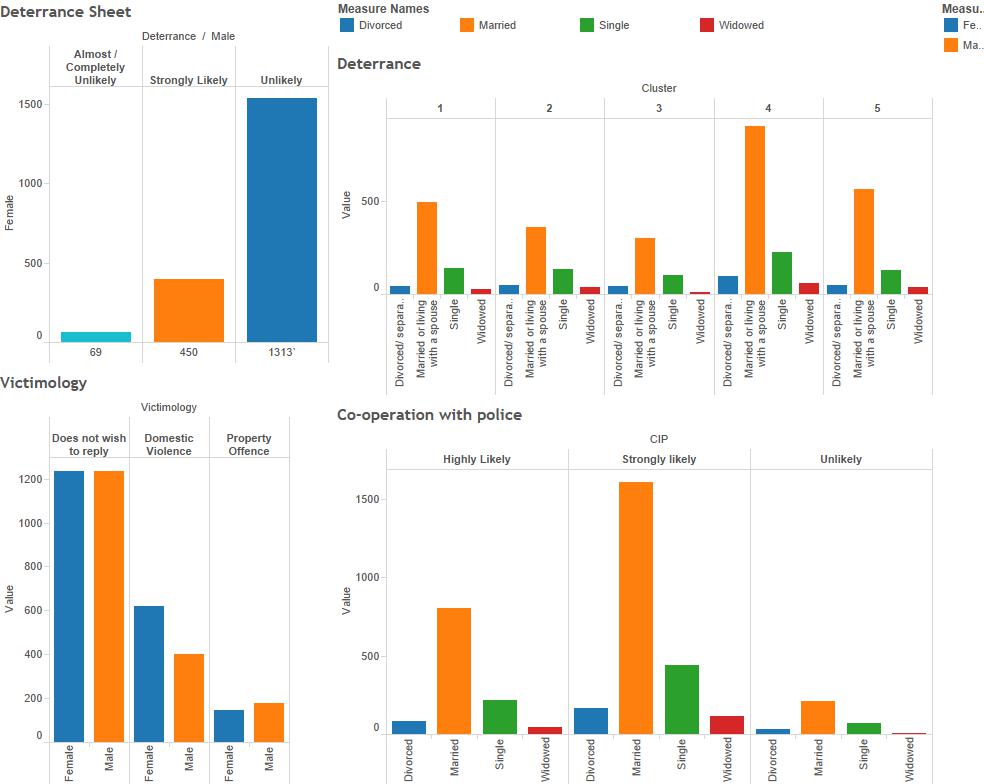 Deterrance Sheet
Deterrance / Male
Almost /
Completely
Unlikely
Strongly Likely
Unlikely
Female
1500
1000
500
0
69
450
1313`
Victimology
Victimology
Does not wish
to reply
Domestic
Violence
Property
Offence
Value
1200
1000
800
600
400
200
0
Female
Male
Female
Male
Female
Male
Measure Names
Divorced
Married
Single
Widowed
Measu..
Fe..
Ma..
Deterrance
Cluster
1
2
3
4
5
Value
500
0
Divorced/ separa..
Married or living
with a spouse
Single
Widowed
Divorced/ separa..
Married or living
with a spouse
Single
Widowed
Divorced/ separa..
Married or living
with a spouse
Single
Widowed
Divorced/ separa..
Married or living
with a spouse
Single
Widowed
Divorced/ separa..
Married or living
with a spouse
Single
Widowed
Co-operation with police
CIP
Highly Likely
Strongly likely
Unlikely
Value
1500
1000
500
0
Divorced
Married
Single
Widowed
Divorced
Married
Single
Widowed
Divorced
Married
Single
Widowed